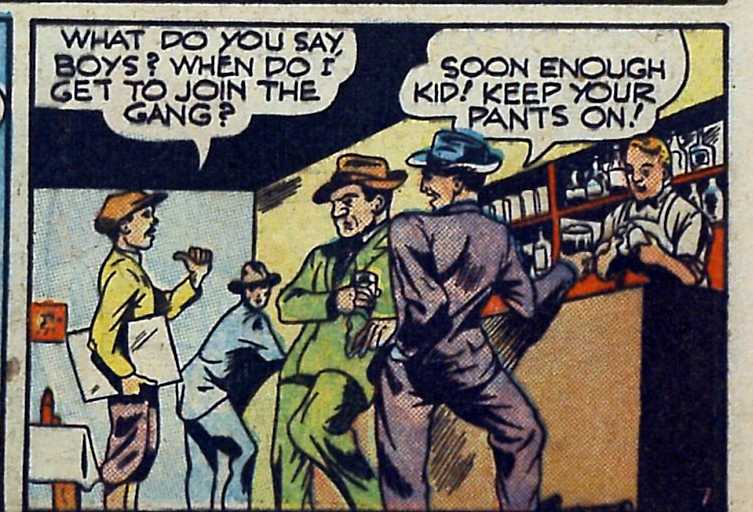 WHAT DO YOU SAY,
BOYS? WHEN DO I
GET TO JOIN THE
GANG?
SOON ENOUGH
KID! KEEP YOUR
PANTS ON!